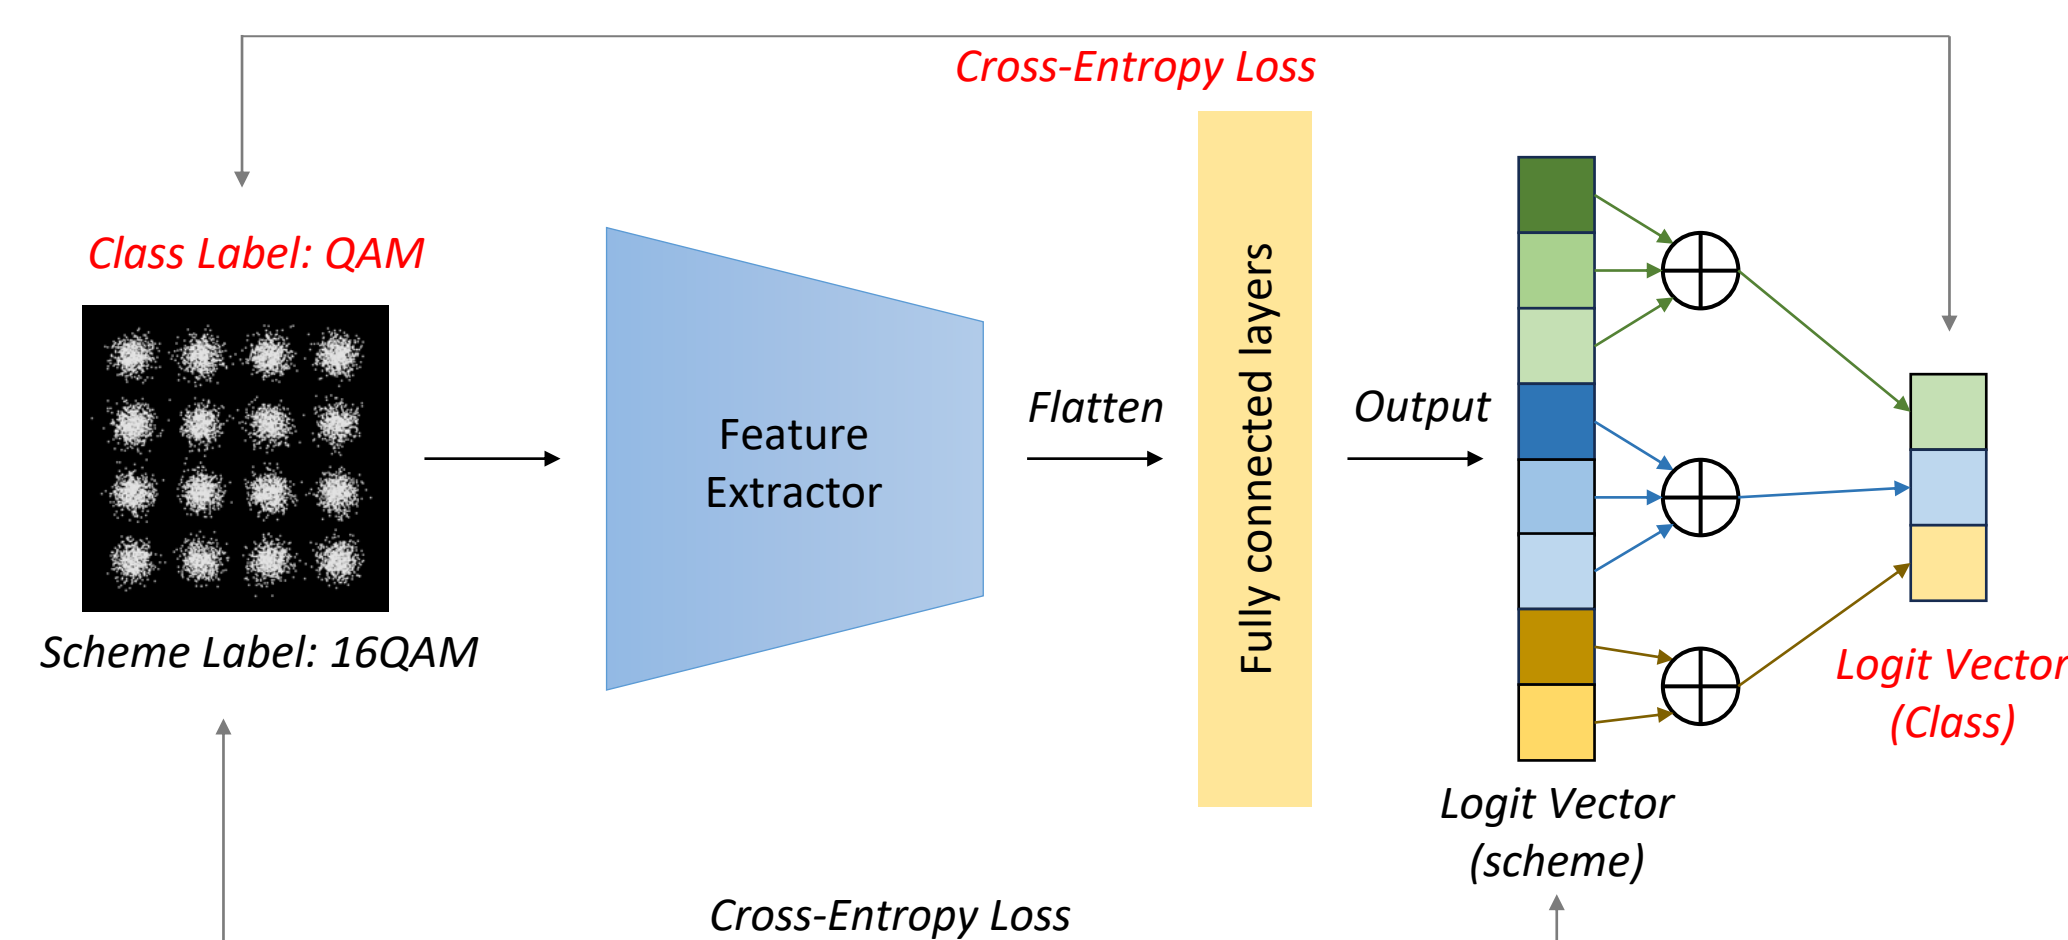 Cross-Entropy Loss
Class Label: QAM
Scheme Label: 16QAM
Feature
Extractor
Flatten
Fully connected layers
Output
Logit Vector
(Class)
Logit Vector
(scheme)
Cross-Entropy Loss